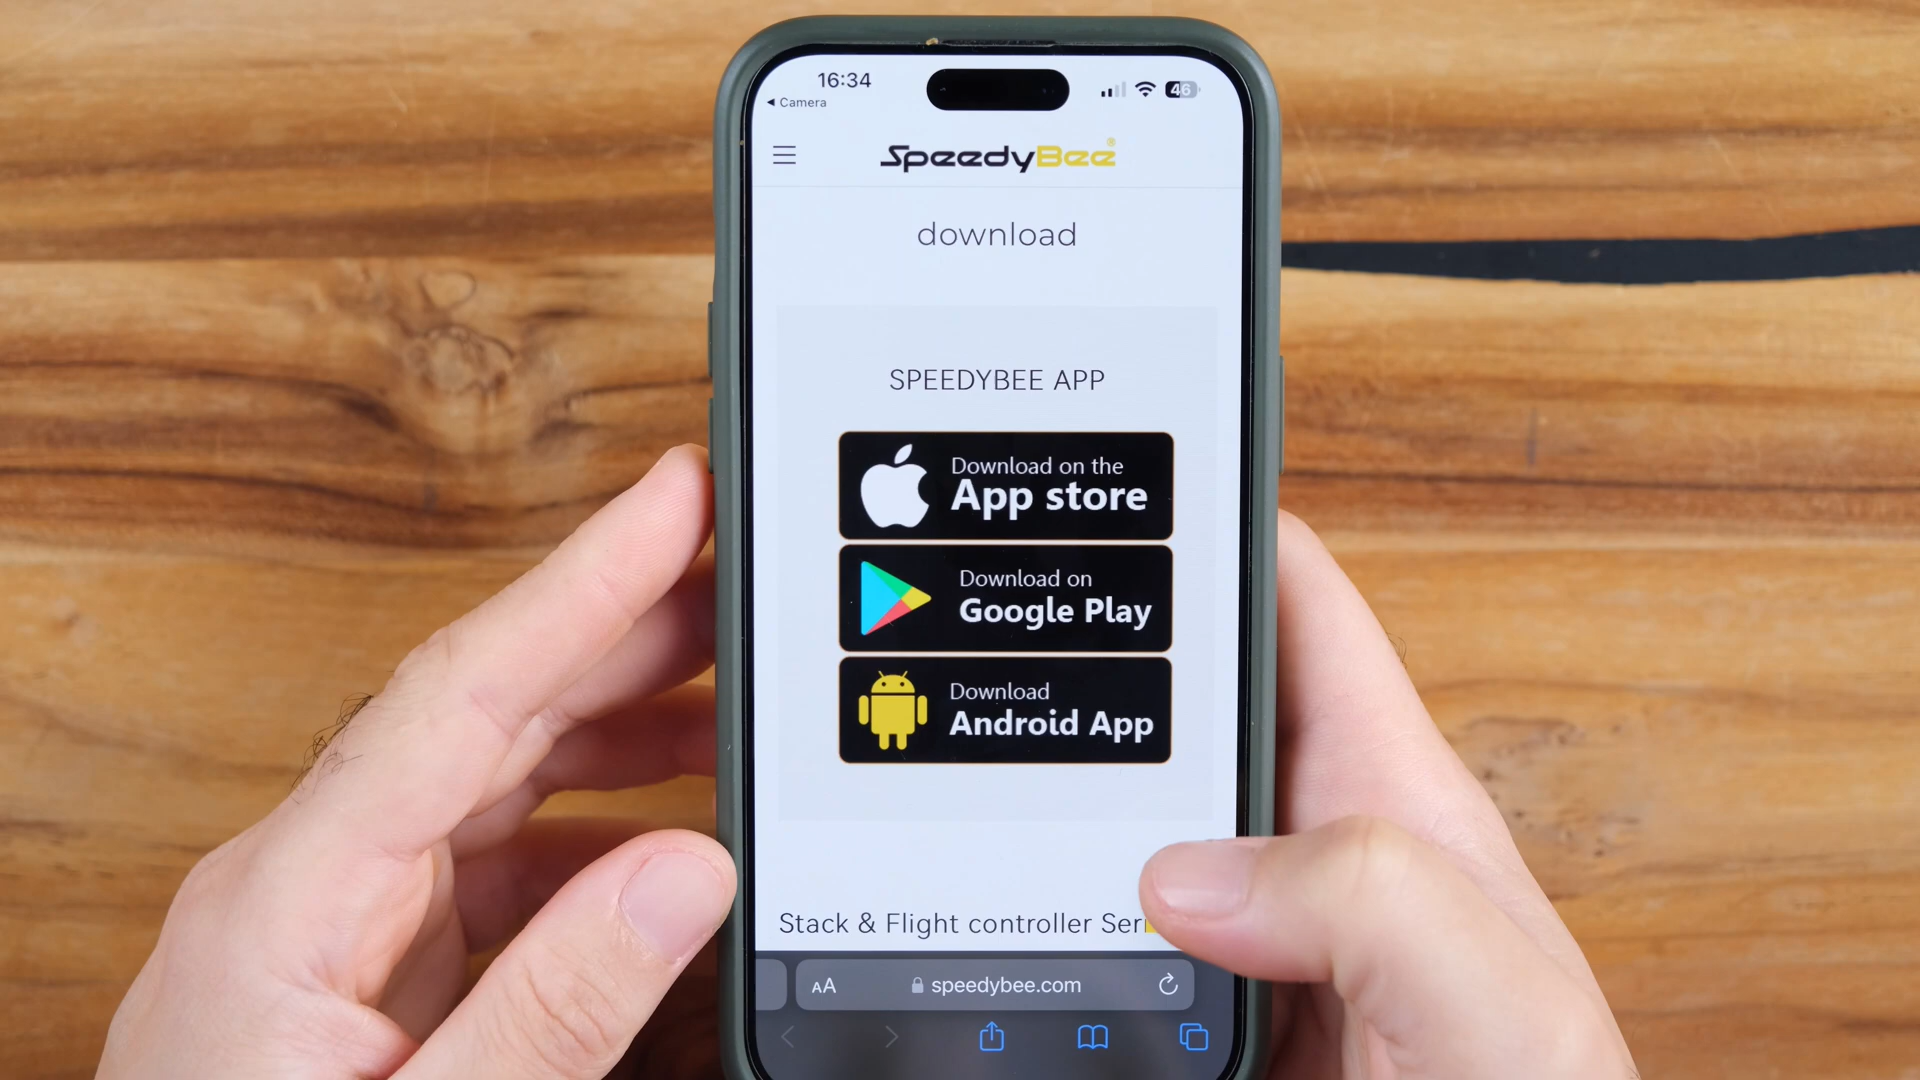 16:34
46
◀ Camera
SpeedyBee®
download
SPEEDYBEE APP
Download on the
App store
Download on
Google Play
Download
Android App
Stack & Flight controller Ser
AA
speedybee.com